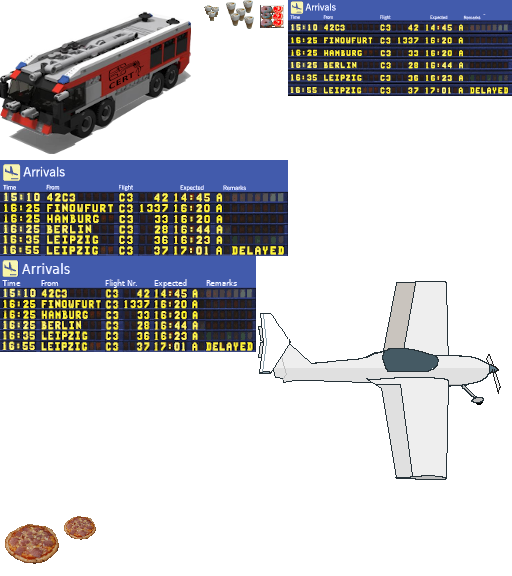 CERT
Arrivals
Time From Flight Expected Remarks
15:10 42C3 C3 42 14:45 A
16:25 FINOWFURT C3 1337 16:20 A
16:25 HAMBURG C3 33 16:20 A
16:25 BERLIN C3 28 16:44 A
16:35 LEIPZIG C3 36 16:23 A
16:55 LEIPZIG C3 37 17:01 A DELAYED
Arrivals
Time From Flight Expected Remarks
15:10 42C3 C3 42 14:45 A
16:25 FINOWFURT C3 1337 16:20 A
16:25 HAMBURG C3 33 16:20 A
16:25 BERLIN C3 28 16:44 A
16:35 LEIPZIG C3 36 16:23 A
16:55 LEIPZIG C3 37 17:01 A DELAYED
Arrivals
Time From Flight Nr. Expected Remarks
15:10 42C3 C3 42 14:45 A
16:25 FINOWFURT C3 1337 16:20 A
16:25 HAMBURG C3 33 16:20 A
16:25 BERLIN C3 28 16:44 A
16:35 LEIPZIG C3 36 16:23 A
16:55 LEIPZIG C3 37 17:01 A DELAYED